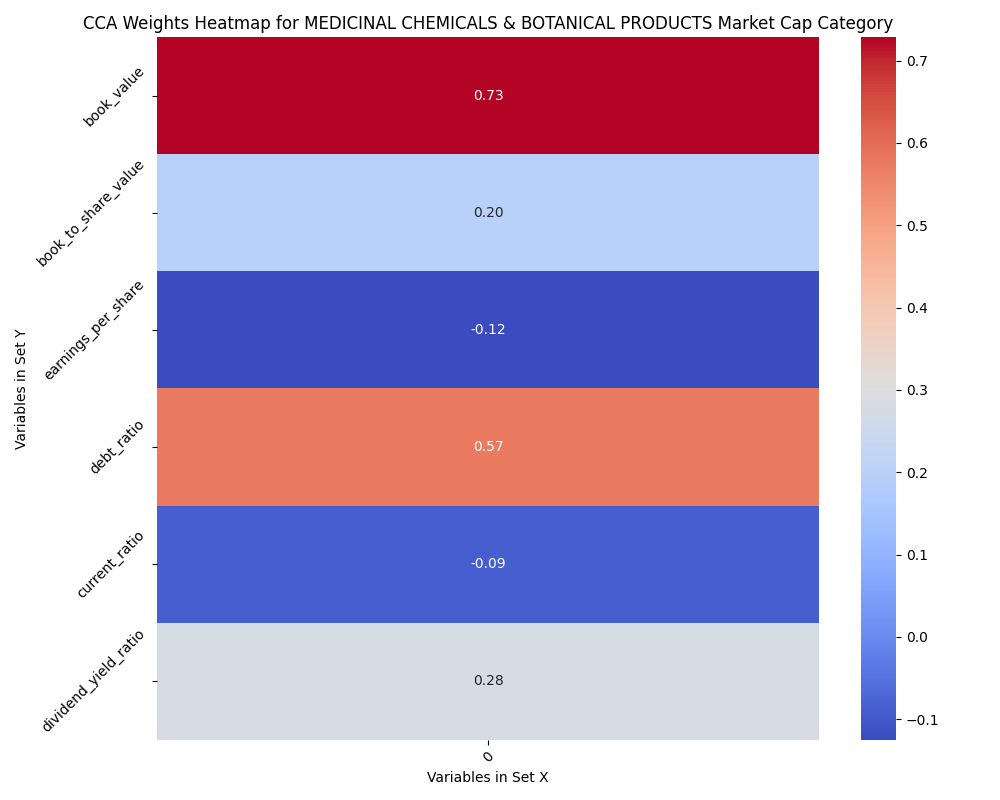 CCA Weights Heatmap for MEDICINAL CHEMICALS & BOTANICAL PRODUCTS Market Cap Category
Variables in Set Y
book_value
0.73
book_to_share_value
0.20
earnings_per_share
-0.12
debt_ratio
0.57
current_ratio
-0.09
dividend_yield_ratio
0.28
0
Variables in Set X
0.7
0.6
0.5
0.4
0.3
0.2
0.1
0.0
−0.1